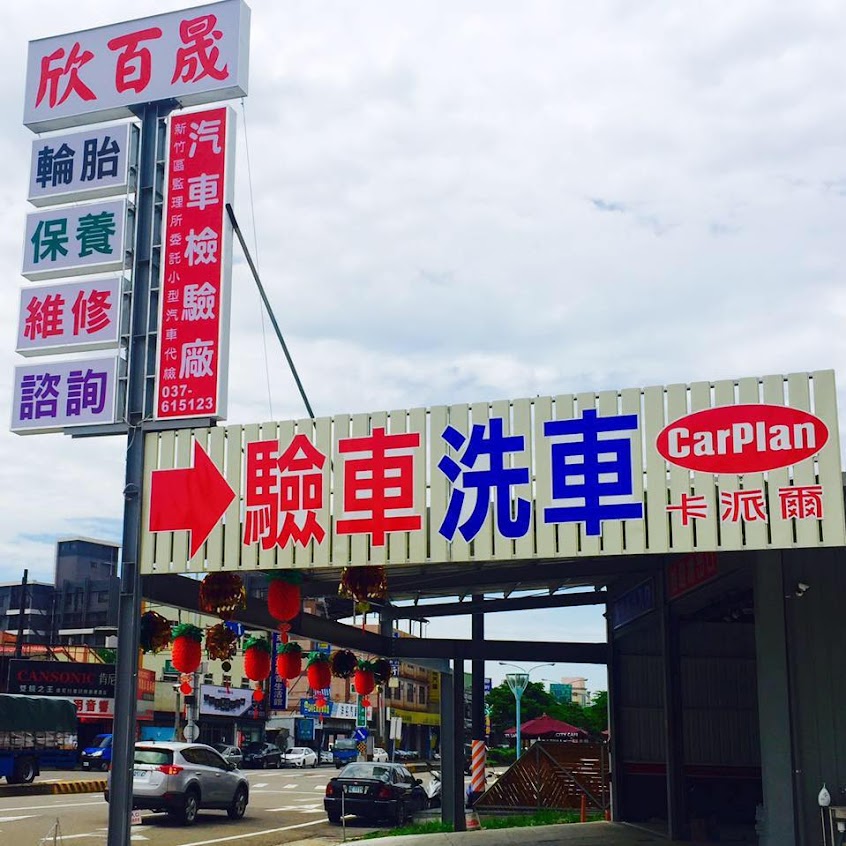 欣百晟
輪胎
保養
維修
諮詢
汽車檢驗廠
新竹區監理所委託小型汽車代檢
037-
615123
驗車洗車
CarPlan
卡派爾
CANSONIC